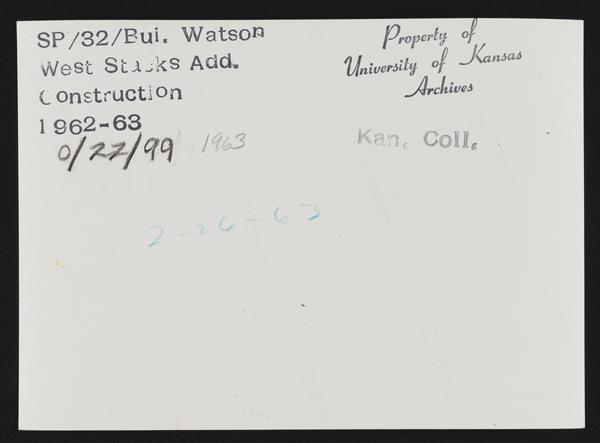 SP/32/Bui. Watson
West Stacks Add.
Construction
1962-63
0/22/99 1963
Property of
University of Kansas
Archives
Kan. Coll.
2-26-63